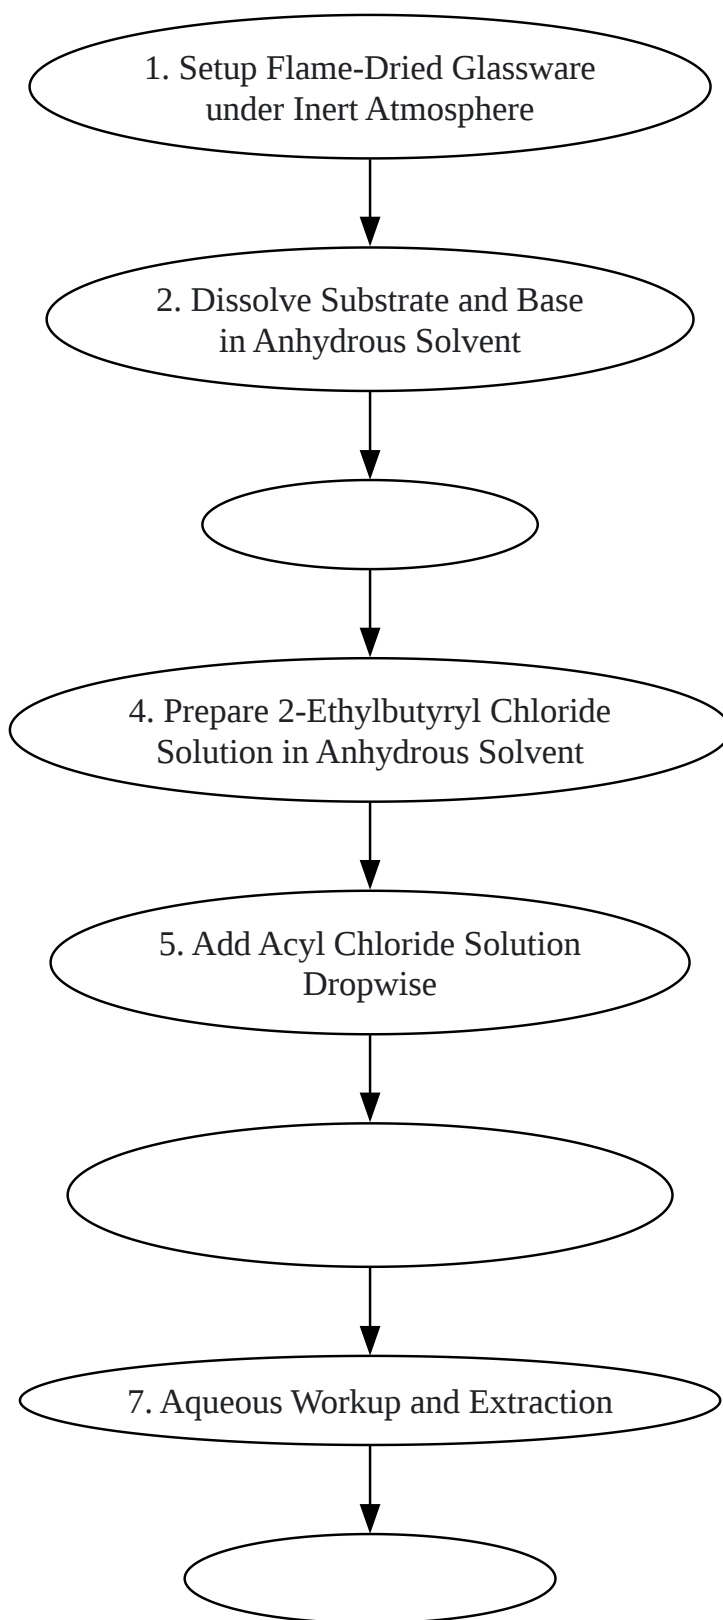 1. Setup Flame-Dried Glassware
under Inert Atmosphere
2. Dissolve Substrate and Base
in Anhydrous Solvent
4. Prepare 2-Ethylbutyryl Chloride
Solution in Anhydrous Solvent
5. Add Acyl Chloride Solution
Dropwise
7. Aqueous Workup and Extraction